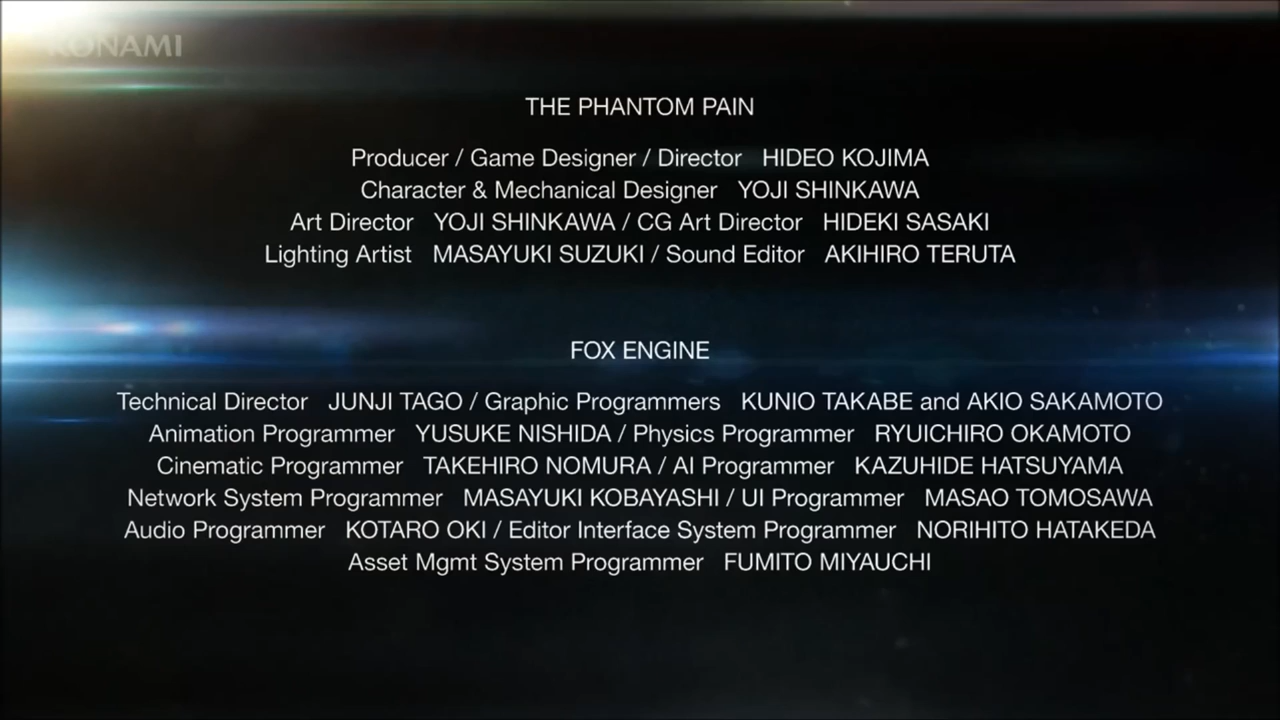 KONAMI
THE PHANTOM PAIN
Producer / Game Designer / Director HIDEO KOJIMA
Character & Mechanical Designer YOJI SHINKAWA
Art Director YOJI SHINKAWA / CG Art Director HIDEKI SASAKI
Lighting Artist MASAYUKI SUZUKI / Sound Editor AKIHIRO TERUTA
FOX ENGINE
Technical Director JUNJI TAGO / Graphic Programmers KUNIO TAKABE and AKIO SAKAMOTO
Animation Programmer YUSUKE NISHIDA / Physics Programmer RYUICHIRO OKAMOTO
Cinematic Programmer TAKEHIRO NOMURA / AI Programmer KAZUHIDE HATSUYAMA
Network System Programmer MASAYUKI KOBAYASHI / UI Programmer MASAO TOMOSAWA
Audio Programmer KOTARO OKI / Editor Interface System Programmer NORIHITO HATAKEDA
Asset Mgmt System Programmer FUMITO MIYAUCHI